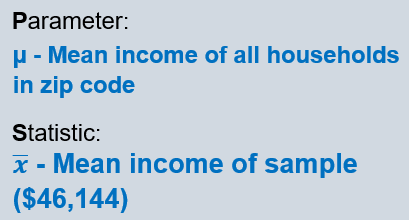 Parameter:
μ - Mean income of all households
in zip code
Statistic:
x̅ - Mean income of sample
($46,144)